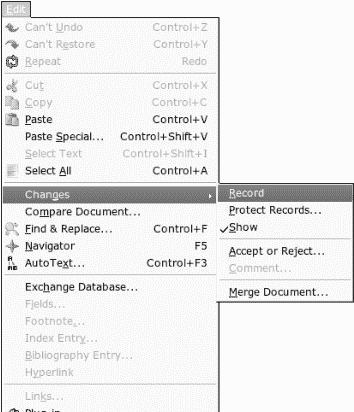 Edit
Can't Undo Control+Z
Can't Restore Control+Y
Repeat Redo
Cut Control+X
Copy Control+C
Paste Control+V
Paste Special... Control+Shift+V
Select Text Control+Shift+I
Select All Control+A
Changes Record
Compare Document... Protect Records...
Find & Replace... Control+F Show
Navigator F5 Accept or Reject...
AutoText... Control+F3 Comment...
Exchange Database... Merge Document...
Fields...
Footnote...
Index Entry...
Bibliography Entry...
Hyperlink
Links...
Plug-in